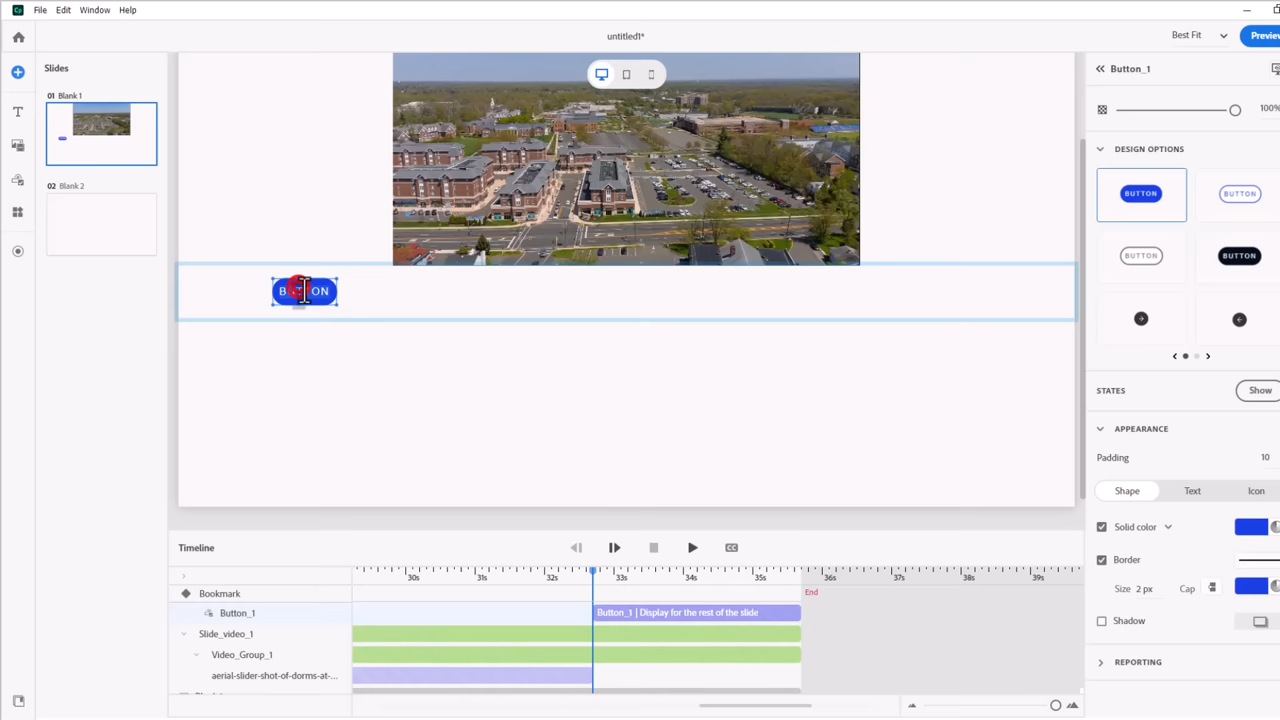 Cp File Edit Window Help
untitled1*
Best Fit
Preview
Slides
01 Blank 1
02 Blank 2
Button_1
100%
DESIGN OPTIONS
BUTTON BUTTON
BUTTON BUTTON
STATES Show
APPEARANCE
Padding 10
Shape Text Icon
Solid color
Border
Size 2 px Cap
Shadow
REPORTING
Timeline
CC
30s 31s 32s 33s 34s 35s 36s 37s 38s 39s
Bookmark End
Button_1 Button_1 | Display for the rest of the slide
Slide_video_1
Video_Group_1
aerial-slider-shot-of-dorms-at-...